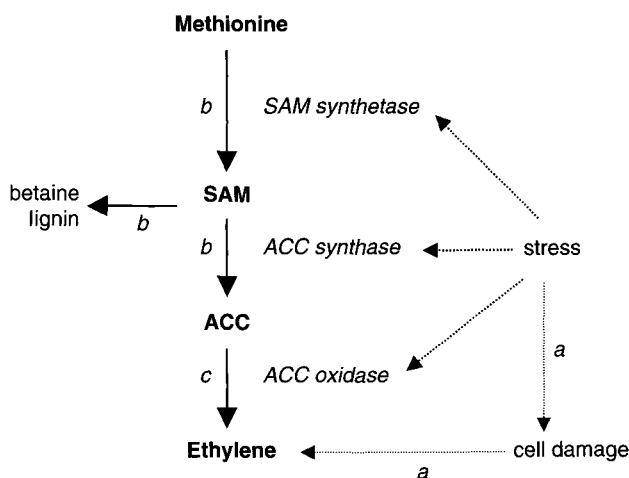 Methionine
b SAM synthetase
betaine
lignin
SAM
b
b ACC synthase stress
ACC
a
c ACC oxidase
Ethylene cell damage
a